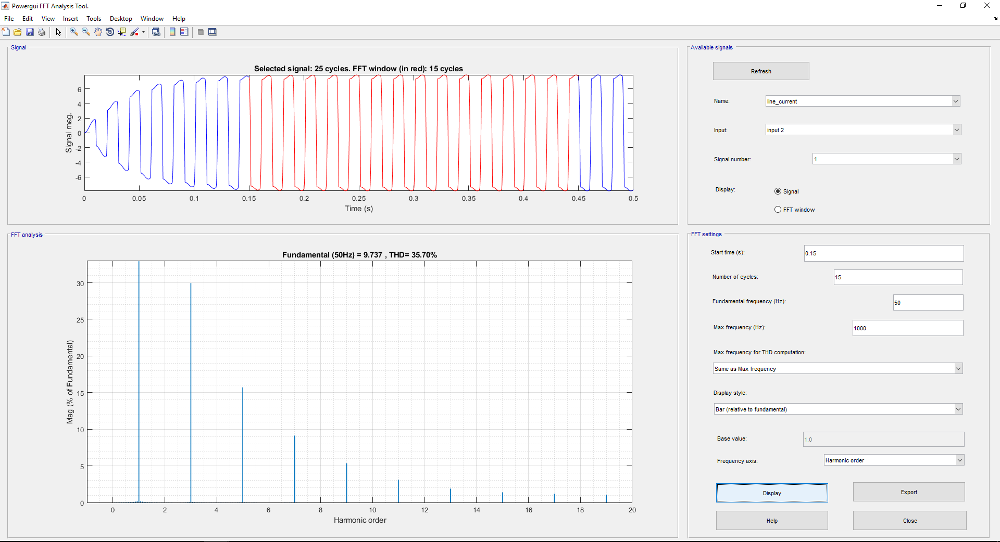 Powergui FFT Analysis Tool.
File Edit View Insert Tools Desktop Window Help
Signal
Selected signal: 25 cycles. FFT window (in red): 15 cycles
Signal mag.
6
4
2
0
-2
-4
-6
0 0.05 0.1 0.15 0.2 0.25 0.3 0.35 0.4 0.45 0.5
Time (s)
FFT analysis
Fundamental (50Hz) = 9.737 , THD= 35.70%
Mag (% of Fundamental)
30
25
20
15
10
5
0
0 2 4 6 8 10 12 14 16 18 20
Harmonic order
Available signals
Refresh
Name: line_current
Input: input 2
Signal number: 1
Display: Signal
FFT window
FFT settings
Start time (s): 0.15
Number of cycles: 15
Fundamental frequency (Hz): 50
Max frequency (Hz): 1000
Max frequency for THD computation:
Same as Max frequency
Display style:
Bar (relative to fundamental)
Base value: 1.0
Frequency axis: Harmonic order
Display Export
Help Close